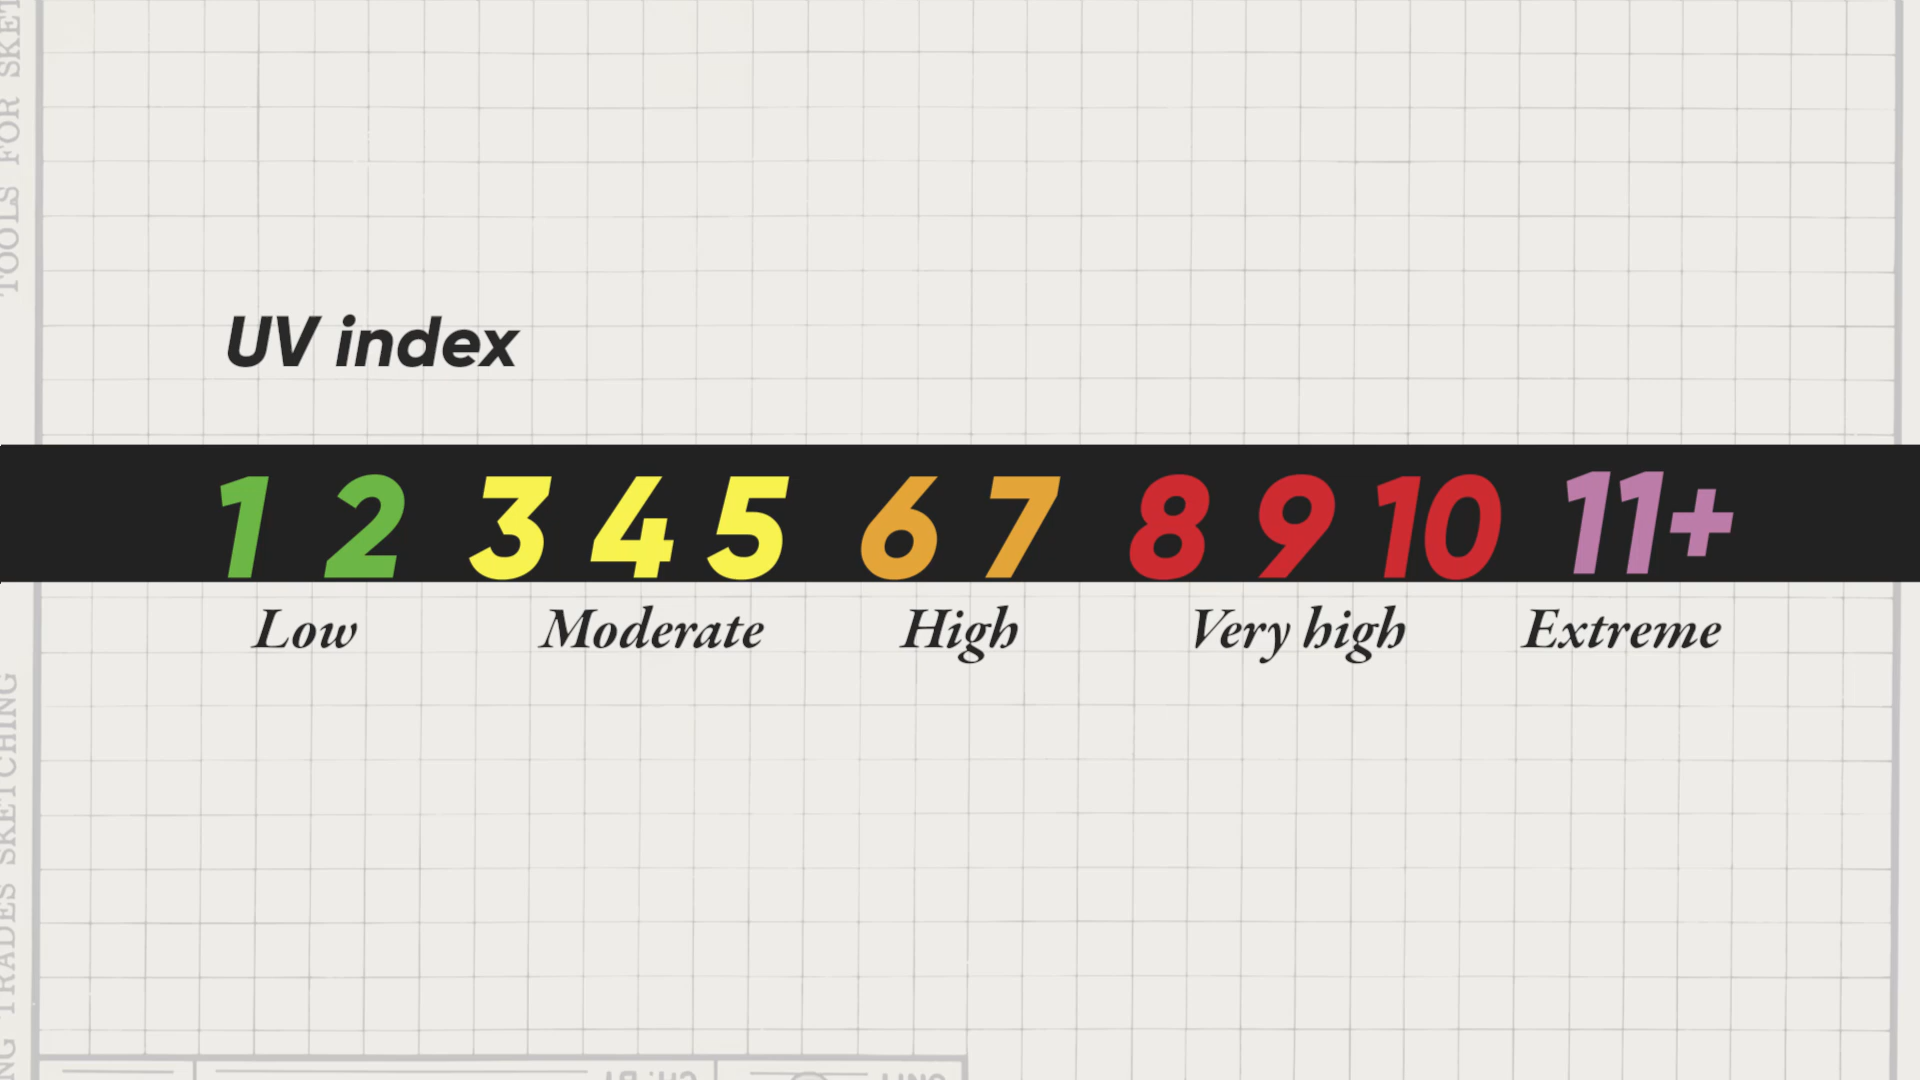 TOOLS FOR
UV index
1 2 3 4 5 6 7 8 9 10 11+
Low Moderate High Very high Extreme
TRADES SKETCHING